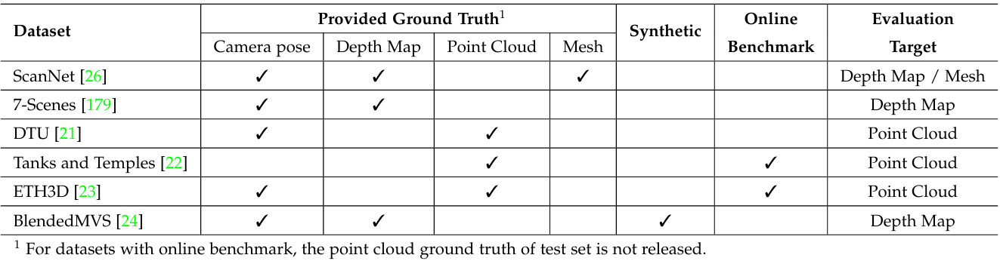 Dataset Provided Ground Truth¹ Synthetic Online Benchmark Evaluation Target
Camera pose Depth Map Point Cloud Mesh
ScanNet [26] ✓ ✓ ✓ Depth Map / Mesh
7-Scenes [179] ✓ ✓ Depth Map
DTU [21] ✓ ✓ Point Cloud
Tanks and Temples [22] ✓ ✓ Point Cloud
ETH3D [23] ✓ ✓ ✓ Point Cloud
BlendedMVS [24] ✓ ✓ ✓ Depth Map
¹ For datasets with online benchmark, the point cloud ground truth of test set is not released.